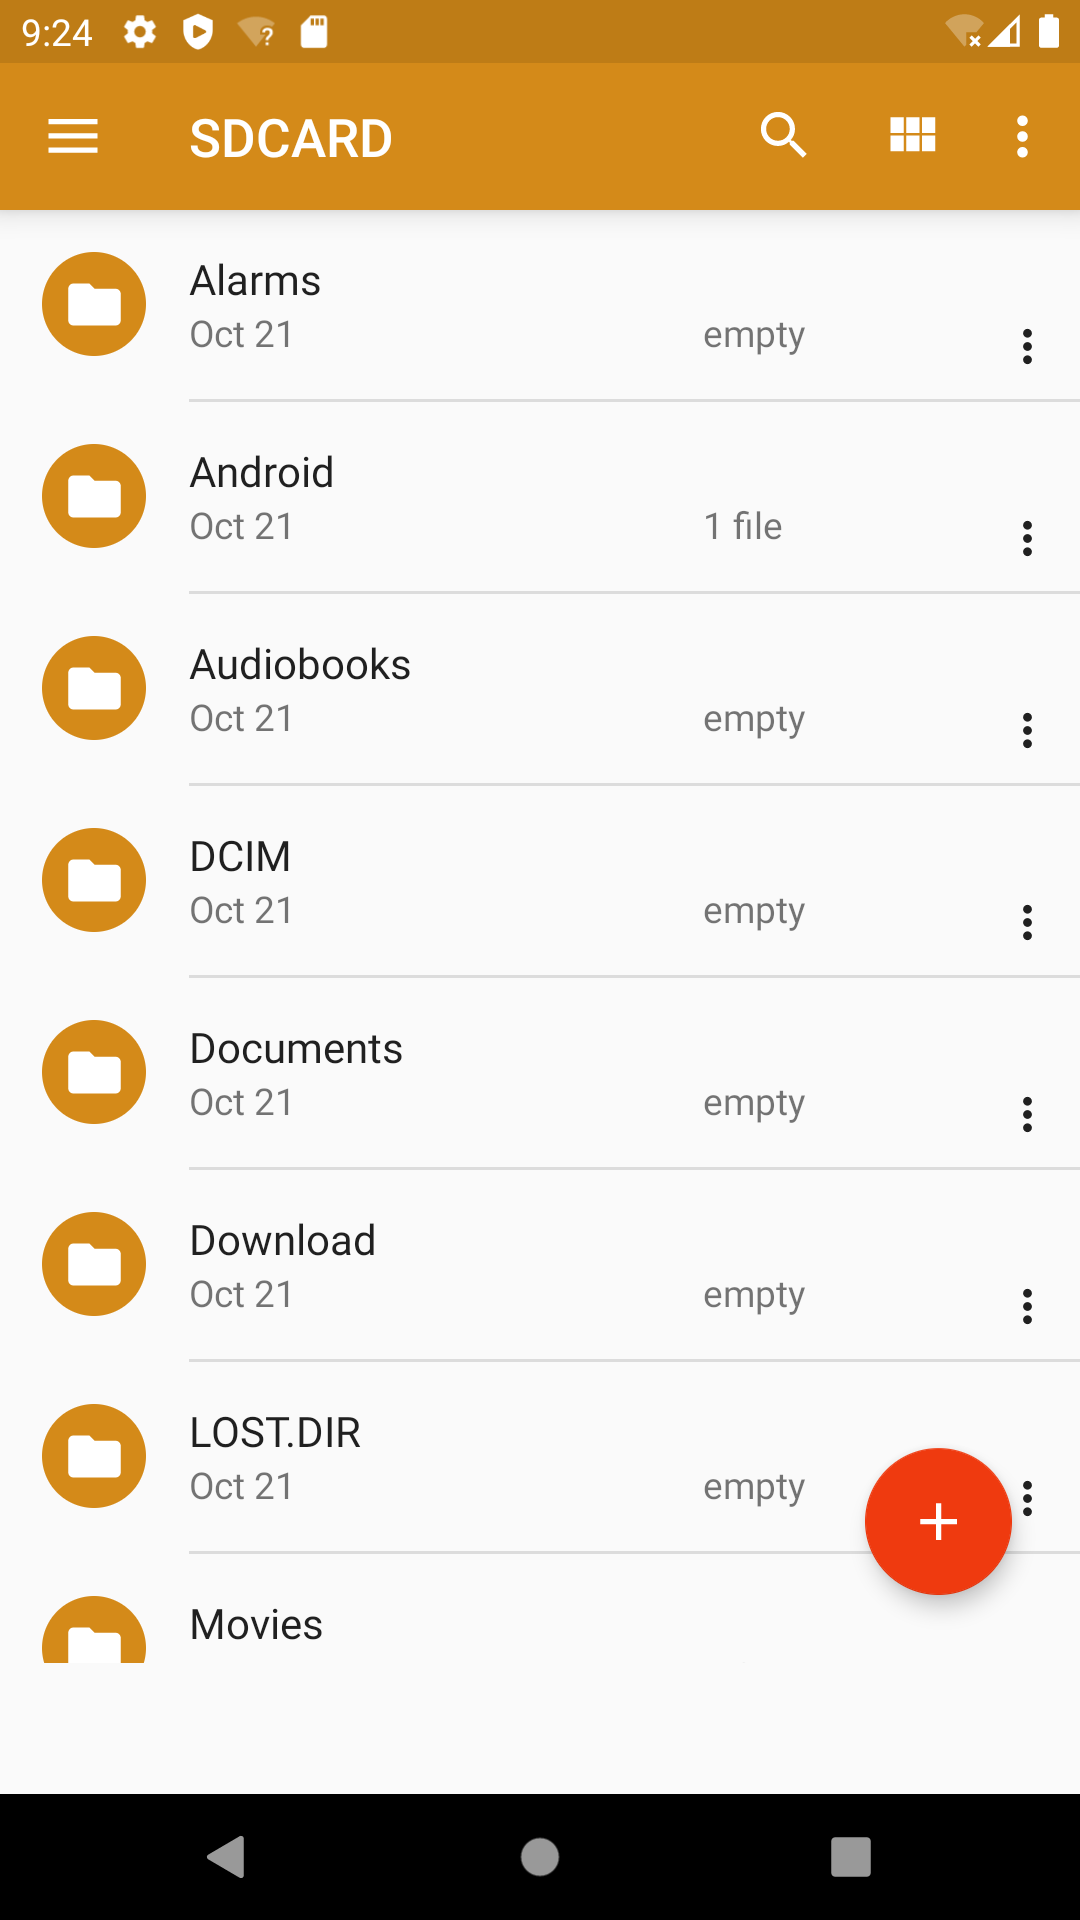 9:24
SDCARD
Alarms
Oct 21 empty
Android
Oct 21 1 file
Audiobooks
Oct 21 empty
DCIM
Oct 21 empty
Documents
Oct 21 empty
Download
Oct 21 empty
LOST.DIR
Oct 21 empty
Movies